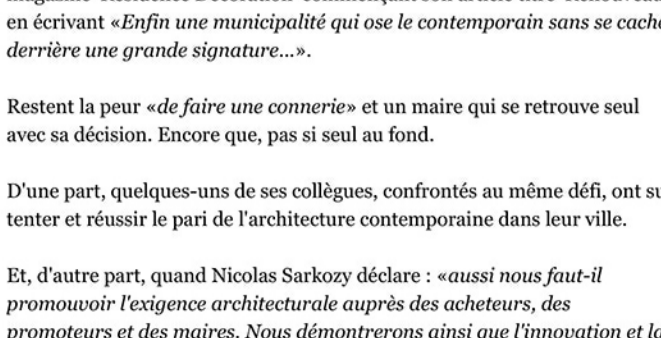 en écrivant «Enfin une municipalité qui ose le contemporain sans se cache
derrière une grande signature...».
Restent la peur «de faire une connerie» et un maire qui se retrouve seul
avec sa décision. Encore que, pas si seul au fond.
D'une part, quelques-uns de ses collègues, confrontés au même défi, ont su
tenter et réussir le pari de l'architecture contemporaine dans leur ville.
Et, d'autre part, quand Nicolas Sarkozy déclare : «aussi nous faut-il
promouvoir l'exigence architecturale auprès des acheteurs, des
promoteurs et des maires. Nous démontrerons ainsi que l'innovation et la